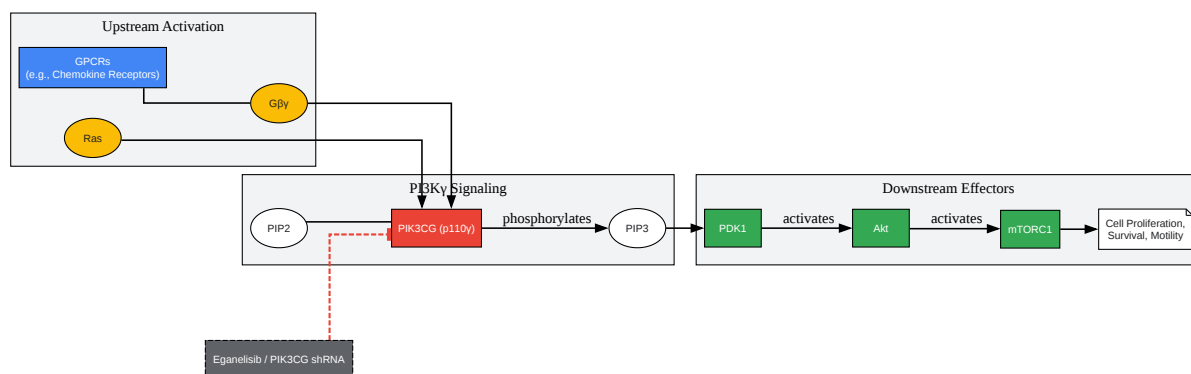 Upstream Activation
GPCRs
(e.g., Chemokine Receptors)
Gβγ
Ras
PI3Kγ Signaling
PIP2
PIK3CG (p110γ)
phosphorylates
PIP3
Downstream Effectors
PDK1
activates
Akt
activates
mTORC1
Cell Proliferation,
Survival, Motility
Eganelisib / PIK3CG shRNA